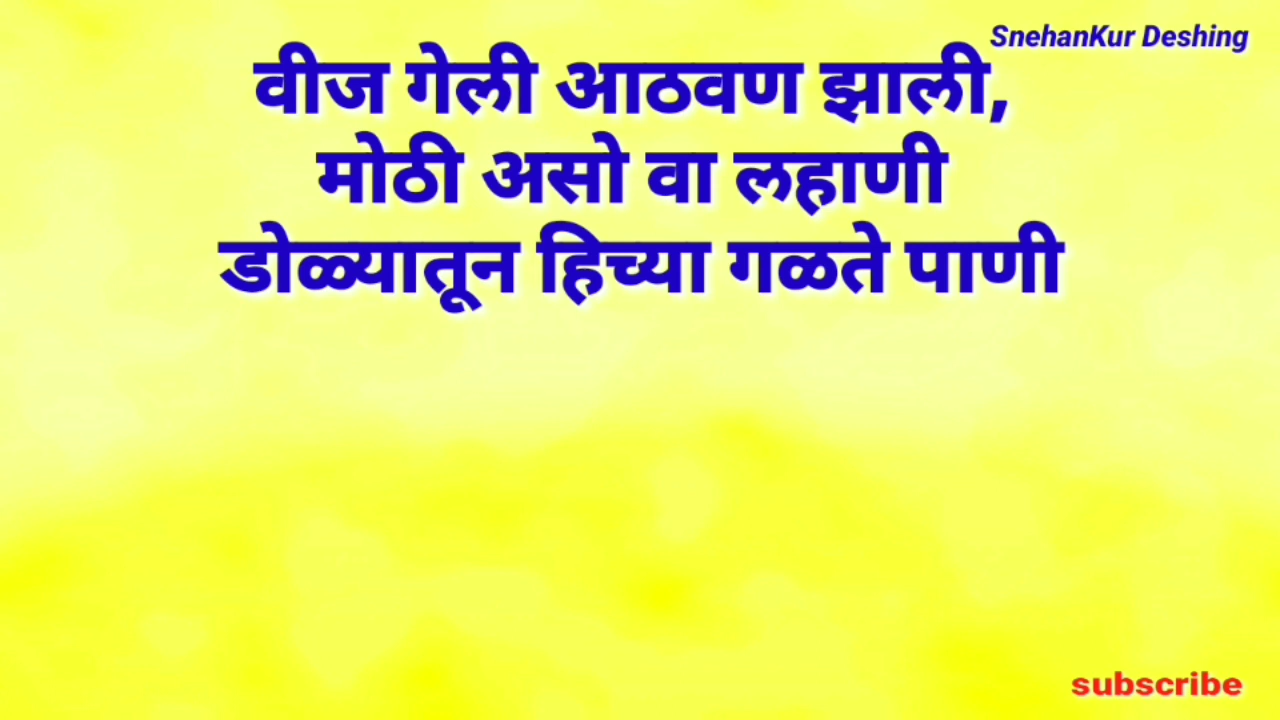 SnehanKur Deshing
वीज गेली आठवण झाली,
मोठी असो वा लहाणी
डोळ्यातून हिच्या गळते पाणी
subscribe